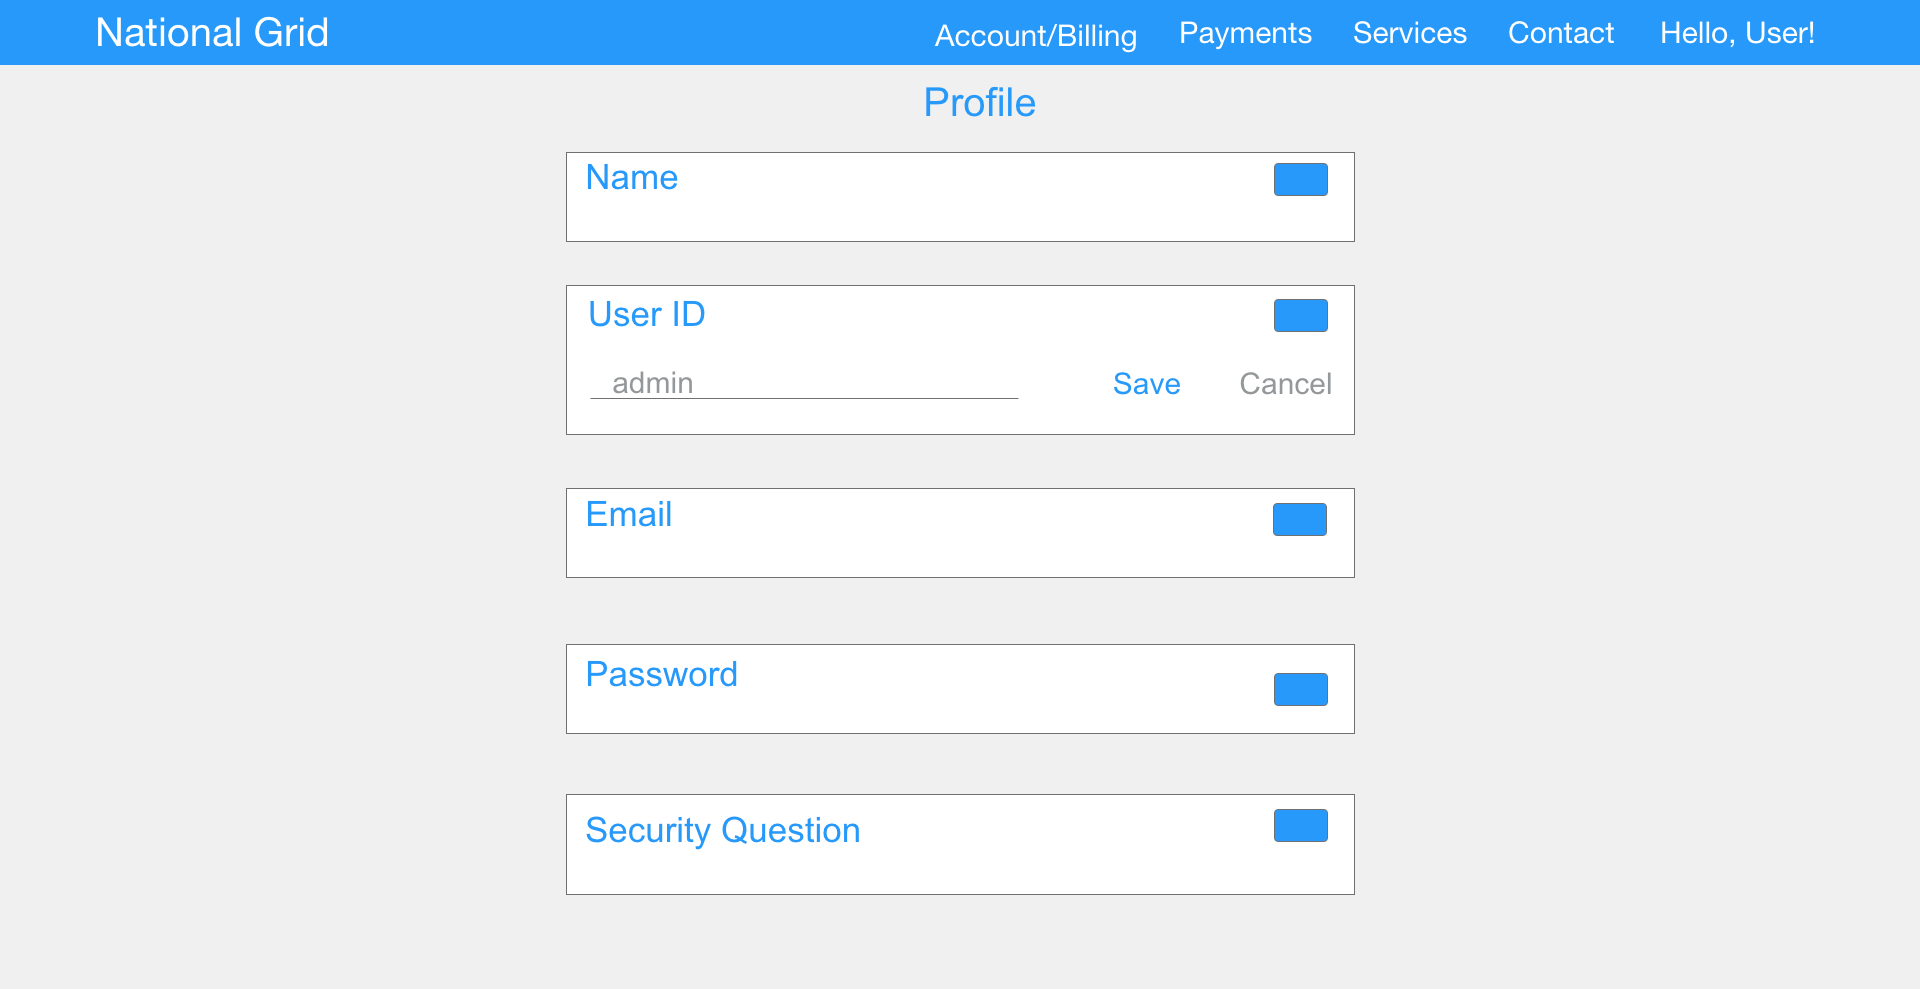 National Grid
Account/Billing Payments Services Contact Hello, User!
Profile
Name
User ID
admin Save Cancel
Email
Password
Security Question